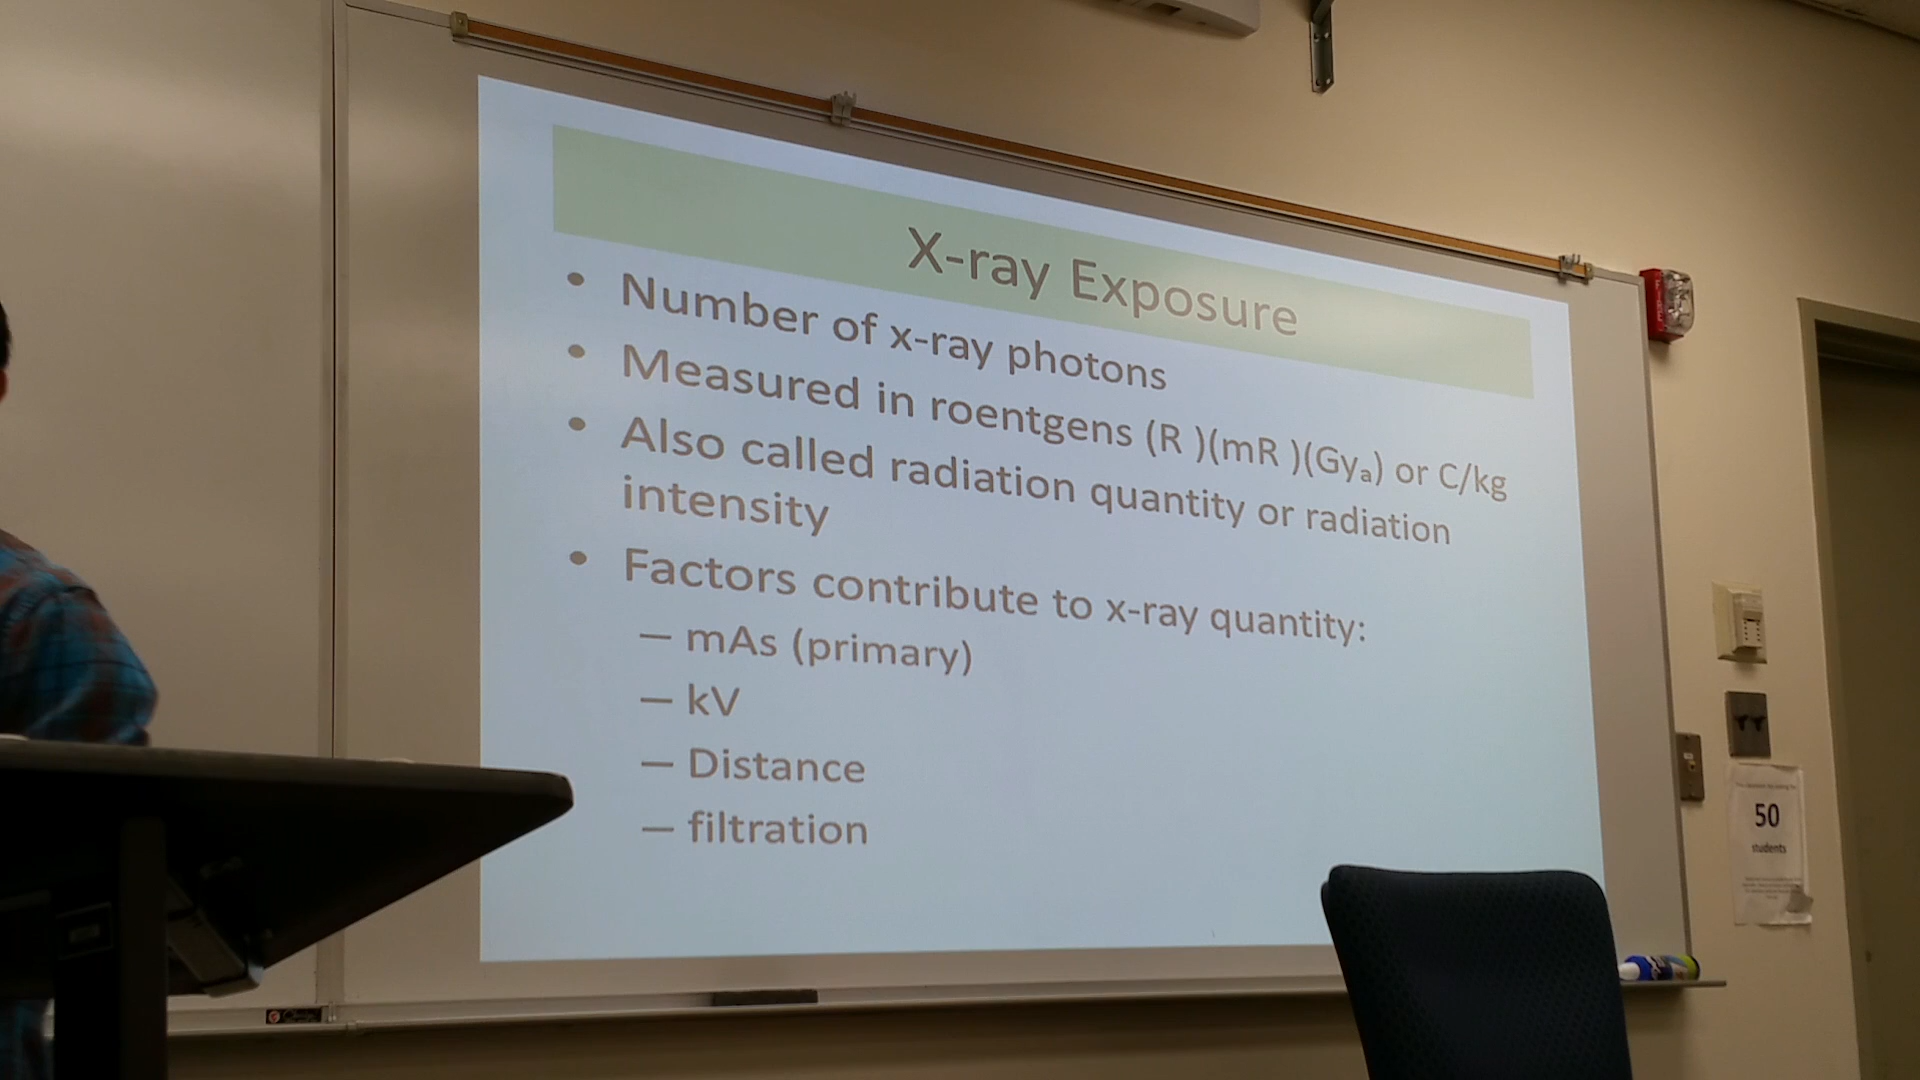 X-ray Exposure
• Number of x-ray photons
• Measured in roentgens (R )(mR )(Gyₐ) or C/kg
• Also called radiation quantity or radiation
intensity
• Factors contribute to x-ray quantity:
— mAs (primary)
— kV
— Distance
— filtration
50
students